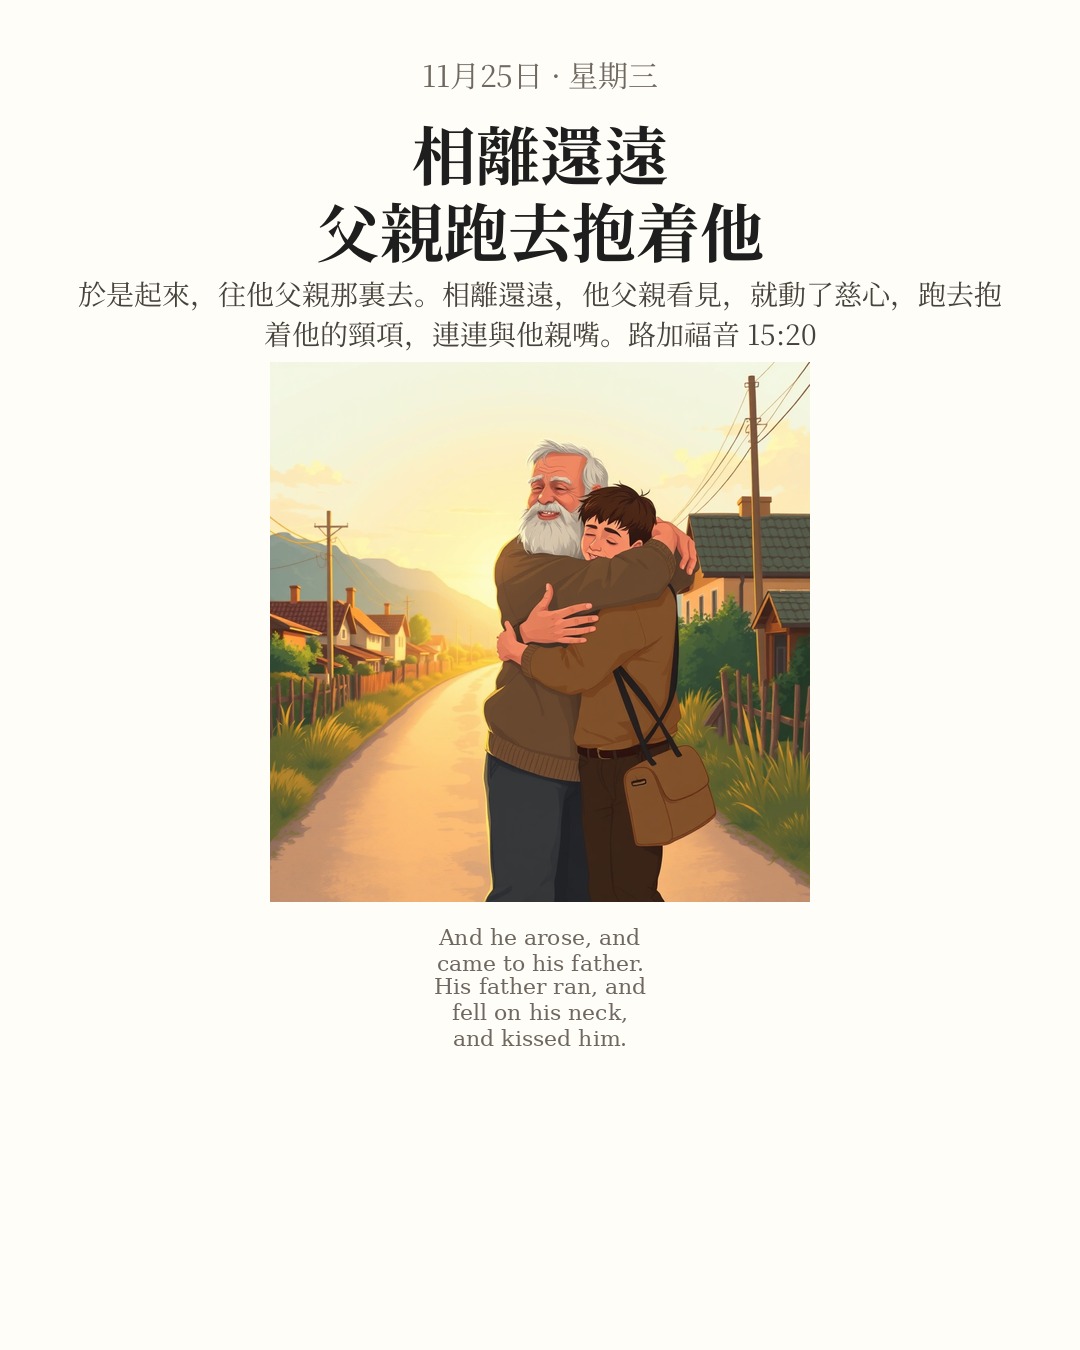 11月25日 · 星期三
相離還遠
父親跑去抱着他
於是起來，往他父親那裏去。相離還遠，他父親看見，就動了慈心，跑去抱
着他的頸項，連連與他親嘴。路加福音 15:20
And he arose, and
came to his father.
His father ran, and
fell on his neck,
and kissed him.